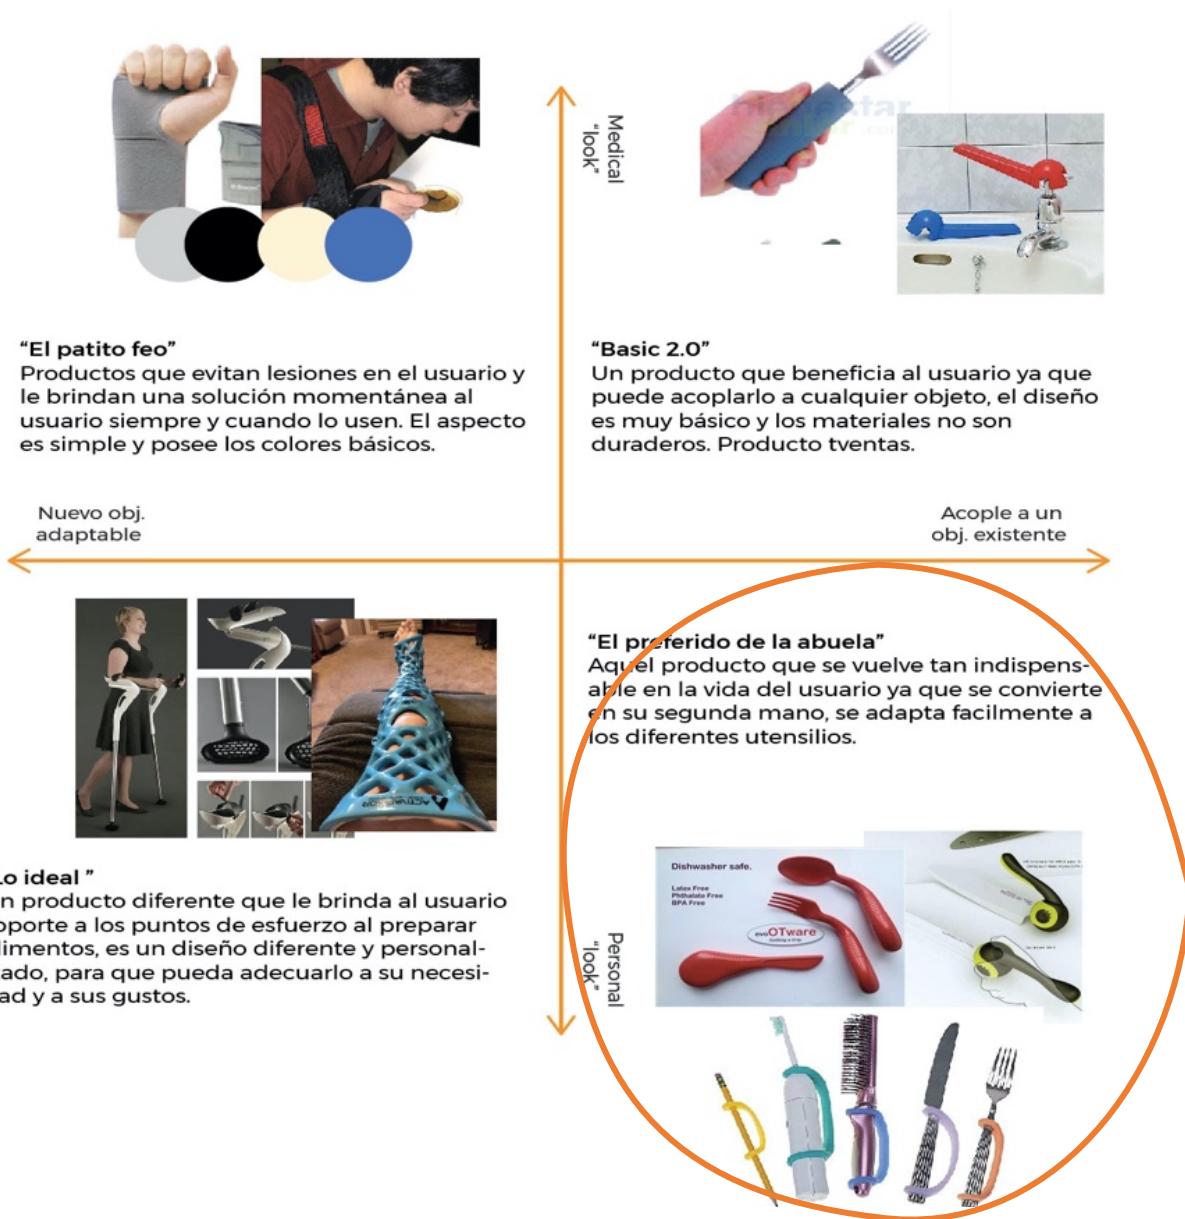 Medical
"look"
"El patito feo"
Productos que evitan lesiones en el usuario y
le brindan una solución momentánea al
usuario siempre y cuando lo usen. El aspecto
es simple y posee los colores básicos.
"Basic 2.0"
Un producto que beneficia al usuario ya que
puede acoplarlo a cualquier objeto, el diseño
es muy básico y los materiales no son
duraderos. Producto tventas.
Nuevo obj.
adaptable
Acople a un
obj. existente
"El preferido de la abuela"
Aquel producto que se vuelve tan indispens-
able en la vida del usuario ya que se convierte
en su segunda mano, se adapta facilmente a
los diferentes utensilios.
Lo ideal "
n producto diferente que le brinda al usuario
oporte a los puntos de esfuerzo al preparar
limentos, es un diseño diferente y personal-
ado, para que pueda adecuarlo a su necesi-
ad y a sus gustos.
Personal
"look"
Dishwasher safe.
Latex Free
Phthalate Free
BPA Free
evoOTware